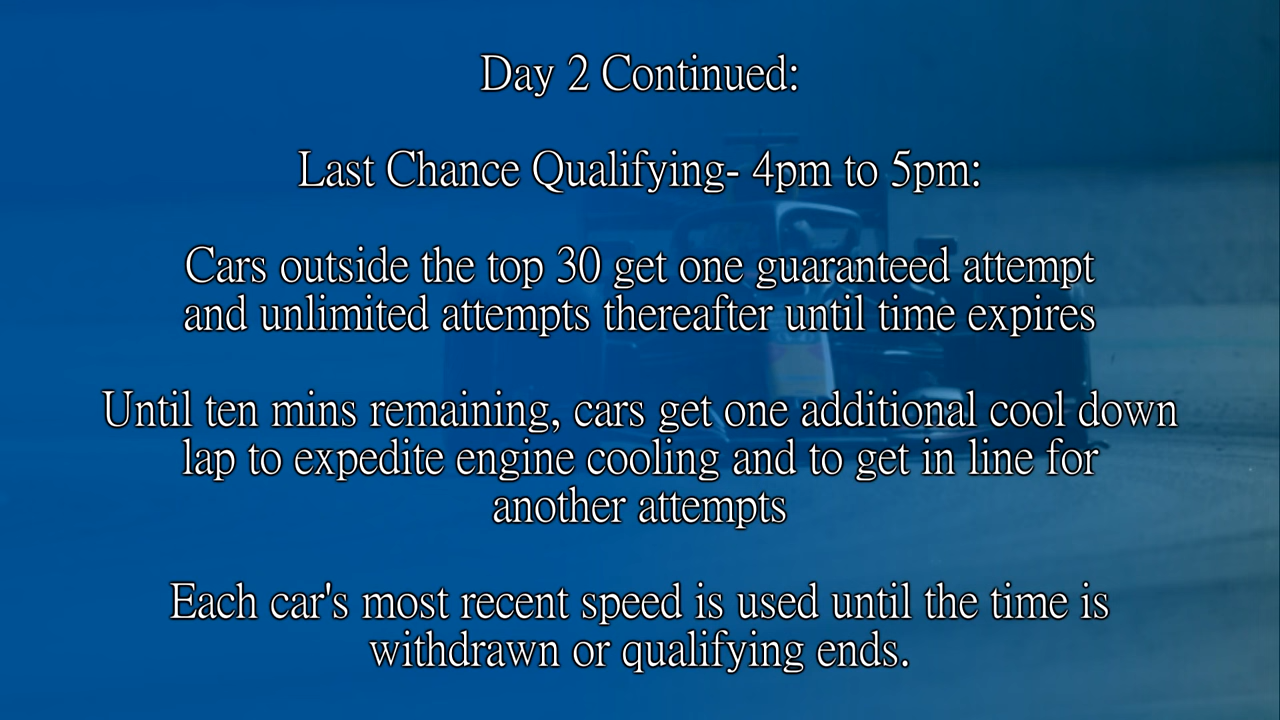 Day 2 Continued:
Last Chance Qualifying- 4pm to 5pm:
Cars outside the top 30 get one guaranteed attempt
and unlimited attempts thereafter until time expires
Until ten mins remaining, cars get one additional cool down
lap to expedite engine cooling and to get in line for
another attempts
Each car's most recent speed is used until the time is
withdrawn or qualifying ends.